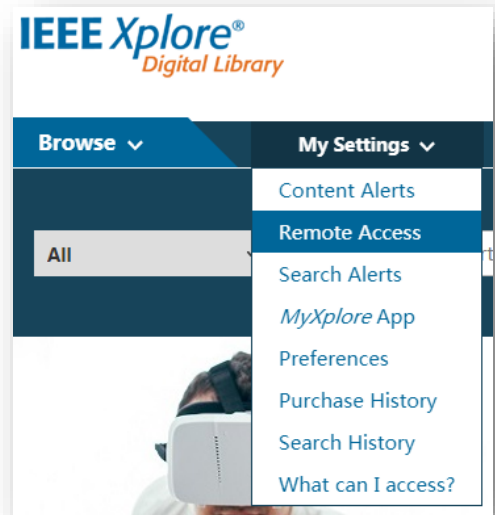 IEEE Xplore®
Digital Library
Browse My Settings
Content Alerts
Remote Access
All
Search Alerts
MyXplore App
Preferences
Purchase History
Search History
What can I access?